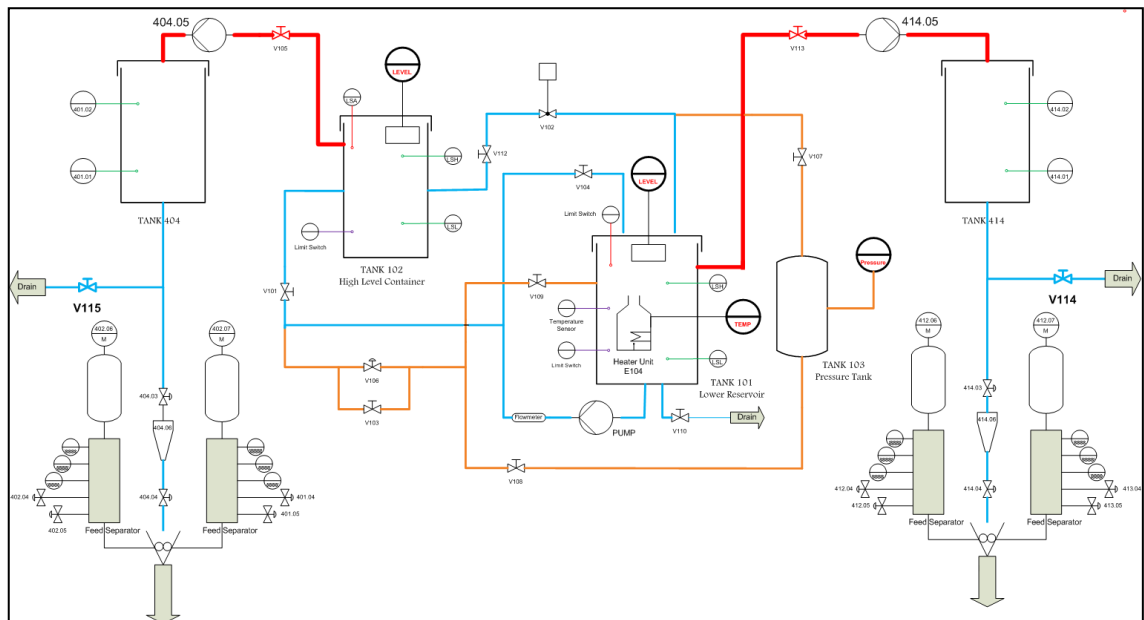 404.05
414.05
V105
V113
LEVEL
401.02
LSA
V102
414.02
V112
LSH
V107
401.01
V104
LEVEL
414.01
TANK 404
Limit Switch
TANK 414
LSL
Limit Switch
TANK 102
High Level Container
Pressure
Drain
V101
V109
LSH
Drain
V115
Temperature
Sensor
TEMP
V114
402.06
M
402.07
M
412.06
M
412.07
M
Limit Switch
LSL
Heater Unit
E104
TANK 103
Pressure Tank
V106
TANK 101
Lower Reservoir
404.03
414.03
V103
Flowmeter
PUMP
V110
Drain
404.06
414.06
V108
402.04
404.04
401.04
412.04
414.04
413.04
402.05
401.05
412.05
413.05
Feed Separator
Feed Separator
Feed Separator
Feed Separator